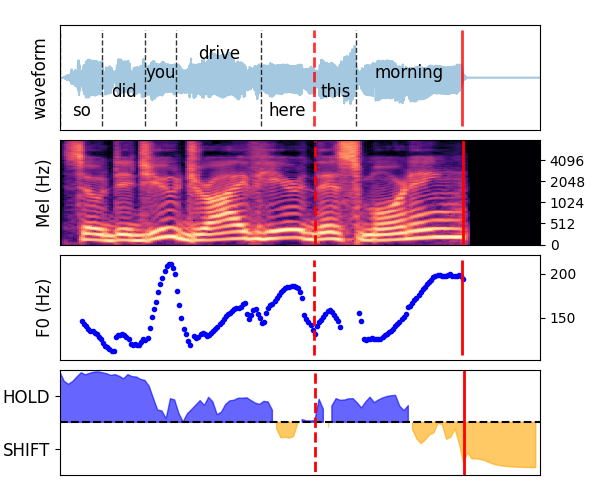 waveform
so did you drive here this morning
Mel (Hz)
4096
2048
1024
512
0
F0 (Hz)
200
150
HOLD
SHIFT